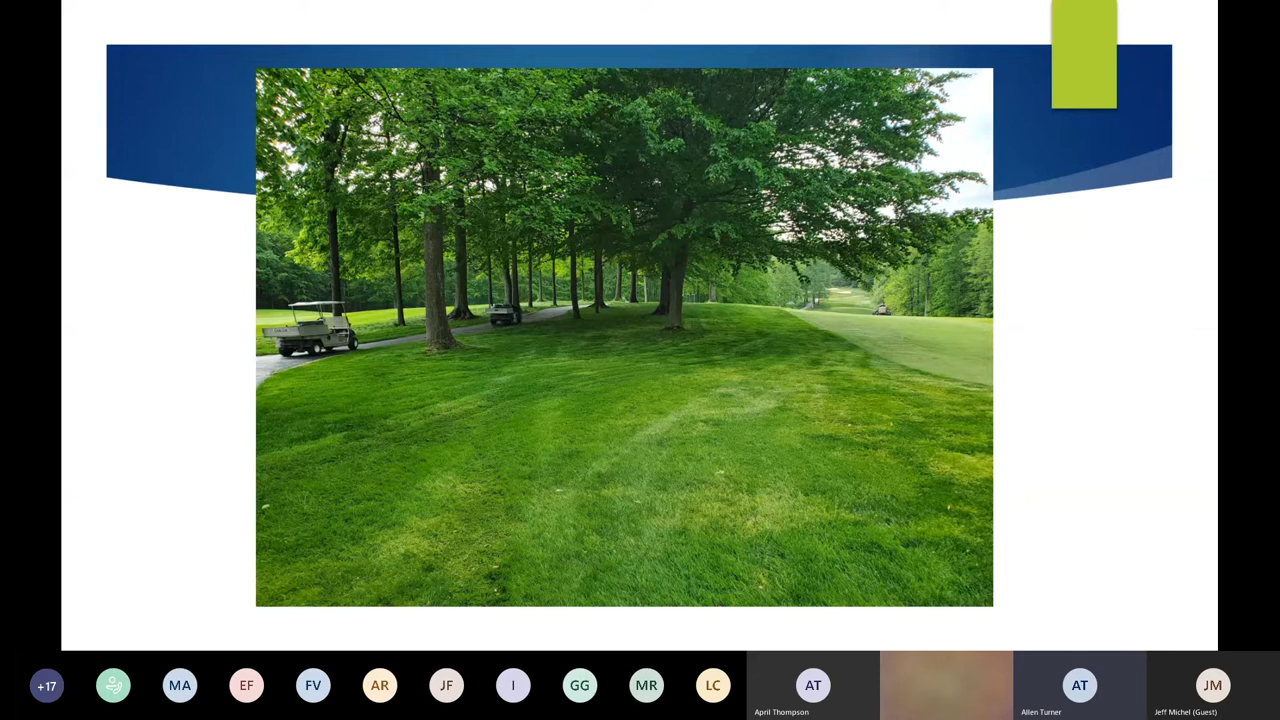 +17
MA
EF
FV
AR
JF
I
GG
MR
LC
AT
April Thompson
AT
Allen Turner
JM
Jeff Michel (Guest)